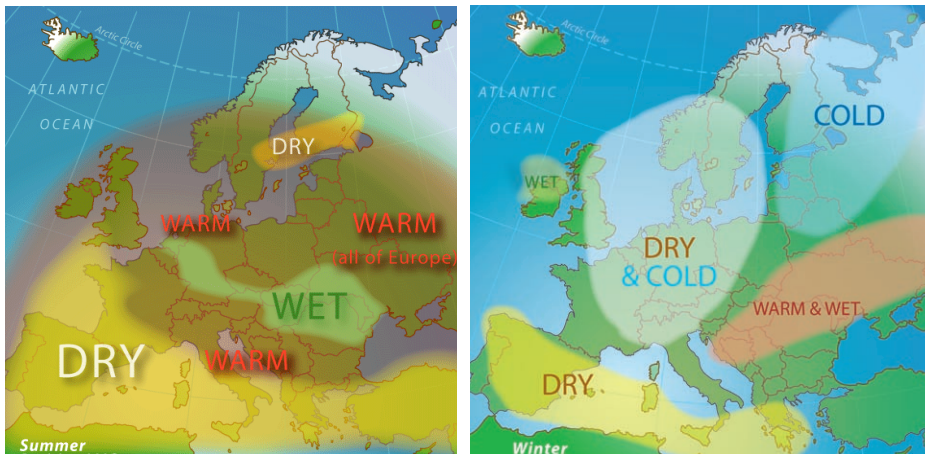 Arctic Circle
ATLANTIC
OCEAN
DRY
WARM
WARM
(all of Europe)
WET
DRY
WARM
Summer
Arctic Circle
ATLANTIC
OCEAN
COLD
WET
DRY
& COLD
WARM & WET
DRY
Winter